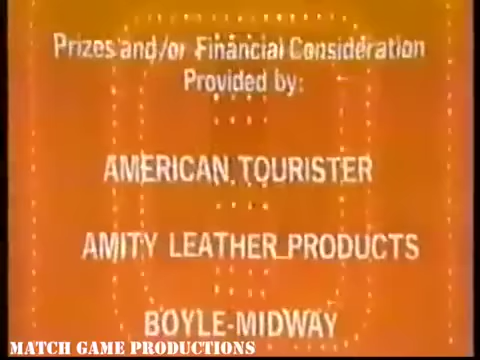 Prizes and/or Financial Consideration
Provided by:
AMERICAN TOURISTER
AMITY LEATHER PRODUCTS
BOYLE-MIDWAY
MATCH GAME PRODUCTIONS